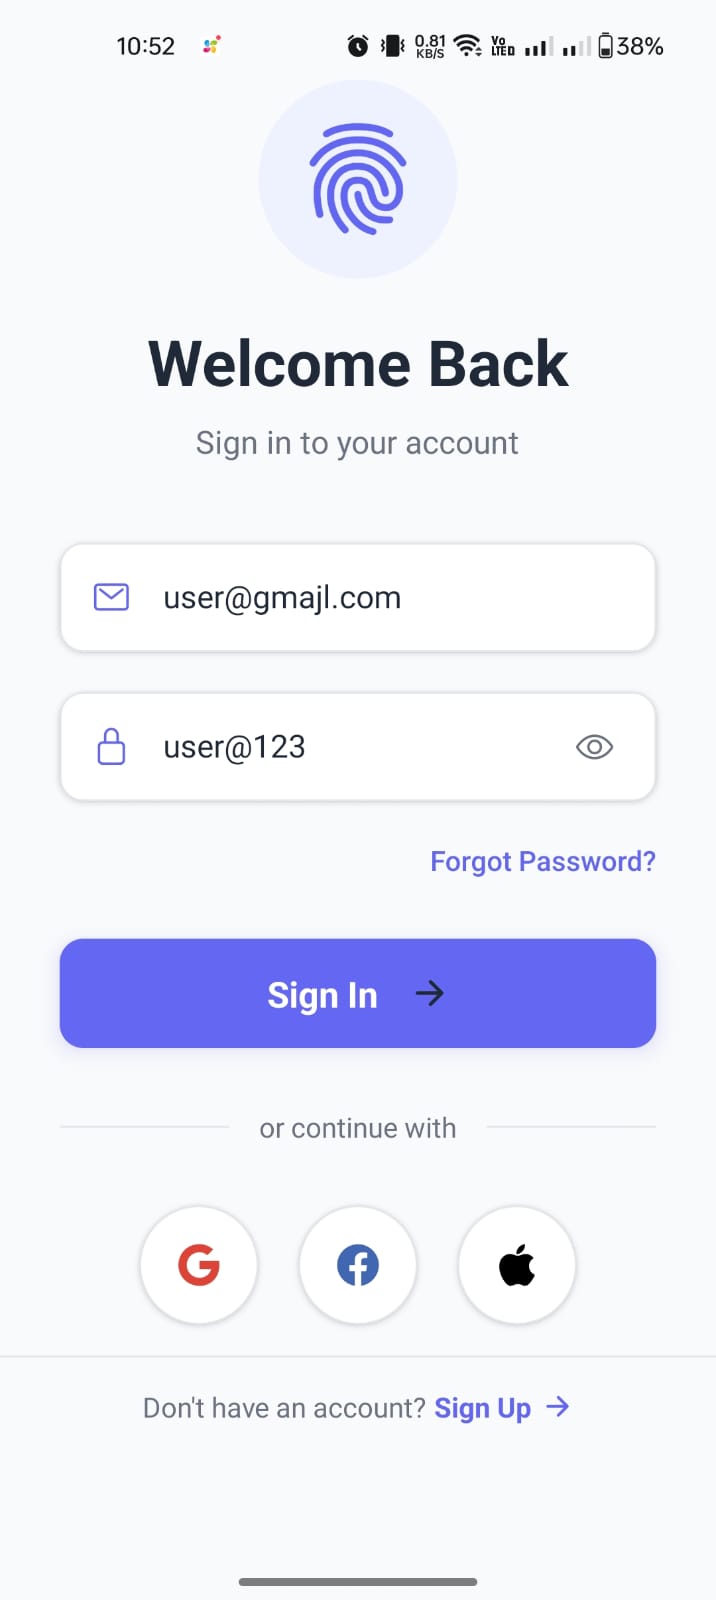 10:52 0.81 KB/S Vo LTED 38%
Welcome Back
Sign in to your account
user@gmajl.com
user@123
Forgot Password?
Sign In
or continue with
Don't have an account? Sign Up